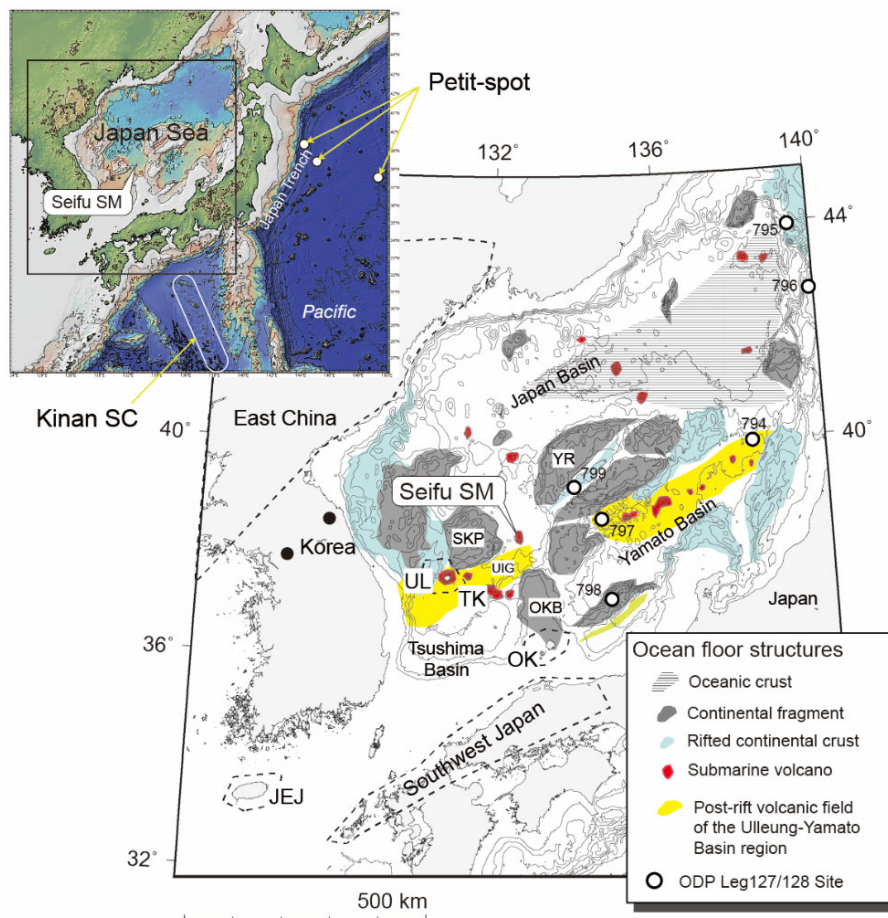 Petit-spot
Japan Sea
Seifu SM
Japan Trench
Pacific
Kinan SC
132°
136°
140°
44°
795
796
Japan Basin
East China
40°
40°
794
YR
799
Seifu SM
797
Yamato Basin
Korea
SKP
UL
UIG
TK
798
OKB
Japan
36°
Tsushima
Basin
OK
Southwest Japan
JEJ
32°
500 km
Ocean floor structures
Oceanic crust
Continental fragment
Rifted continental crust
Submarine volcano
Post-rift volcanic field
of the Ulleung-Yamato
Basin region
ODP Leg127/128 Site